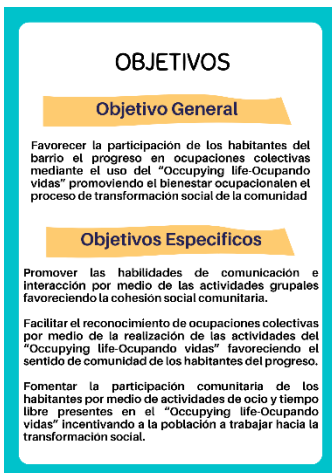 OBJETIVOS
Objetivo General
Favorecer la participación de los habitantes del
barrio el progreso en ocupaciones colectivas
mediante el uso del “Occupying life-Ocupando
vidas” promoviendo el bienestar ocupacionalen el
proceso de transformación social de la comunidad
Objetivos Especificos
Promover las habilidades de comunicación e
interacción por medio de las actividades grupales
favoreciendo la cohesión social comunitaria.
Facilitar el reconocimiento de ocupaciones colectivas
por medio de la realización de las actividades del
“Occupying life-Ocupando vidas” favoreciendo el
sentido de comunidad de los habitantes del progreso.
Fomentar la participación comunitaria de los
habitantes por medio de actividades de ocio y tiempo
libre presentes en el “Occupying life-Ocupando
vidas” incentivando a la población a trabajar hacia la
transformación social.